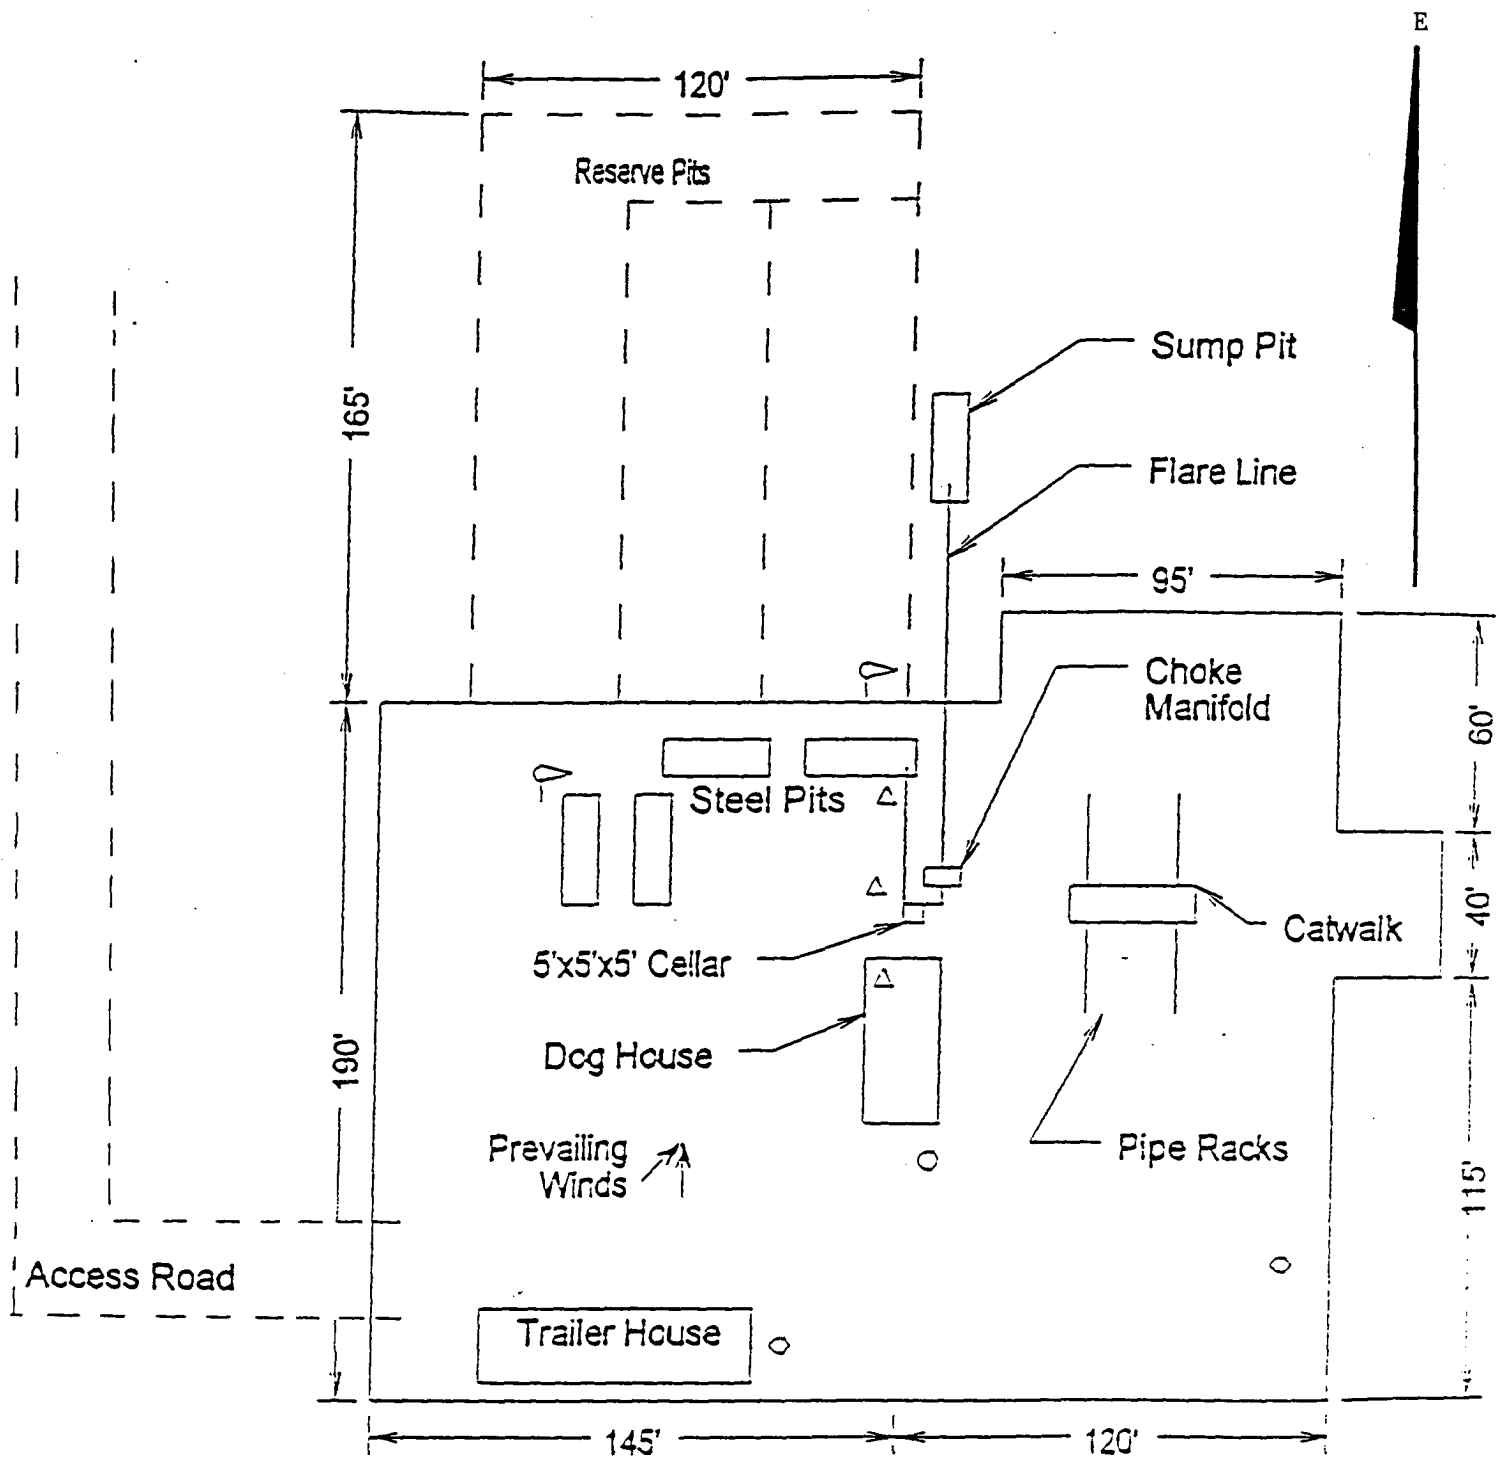 E
120'
Reserve Pits
Sump Pit
165'
Flare Line
95'
Choke
Manifold
60'
Steel Pits
40'
Catwalk
5'x5'x5' Cellar
190'
Dog House
Prevailing
Winds
Pipe Racks
115'
Access Road
Trailer House
145'
120'